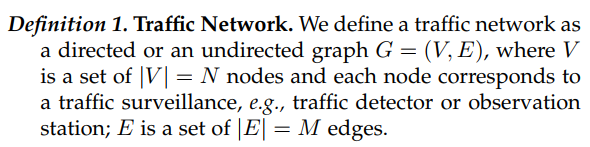 Definition 1. Traffic Network. We define a traffic network as
a directed or an undirected graph G = (V, E), where V
is a set of |V| = N nodes and each node corresponds to
a traffic surveillance, e.g., traffic detector or observation
station; E is a set of |E| = M edges.